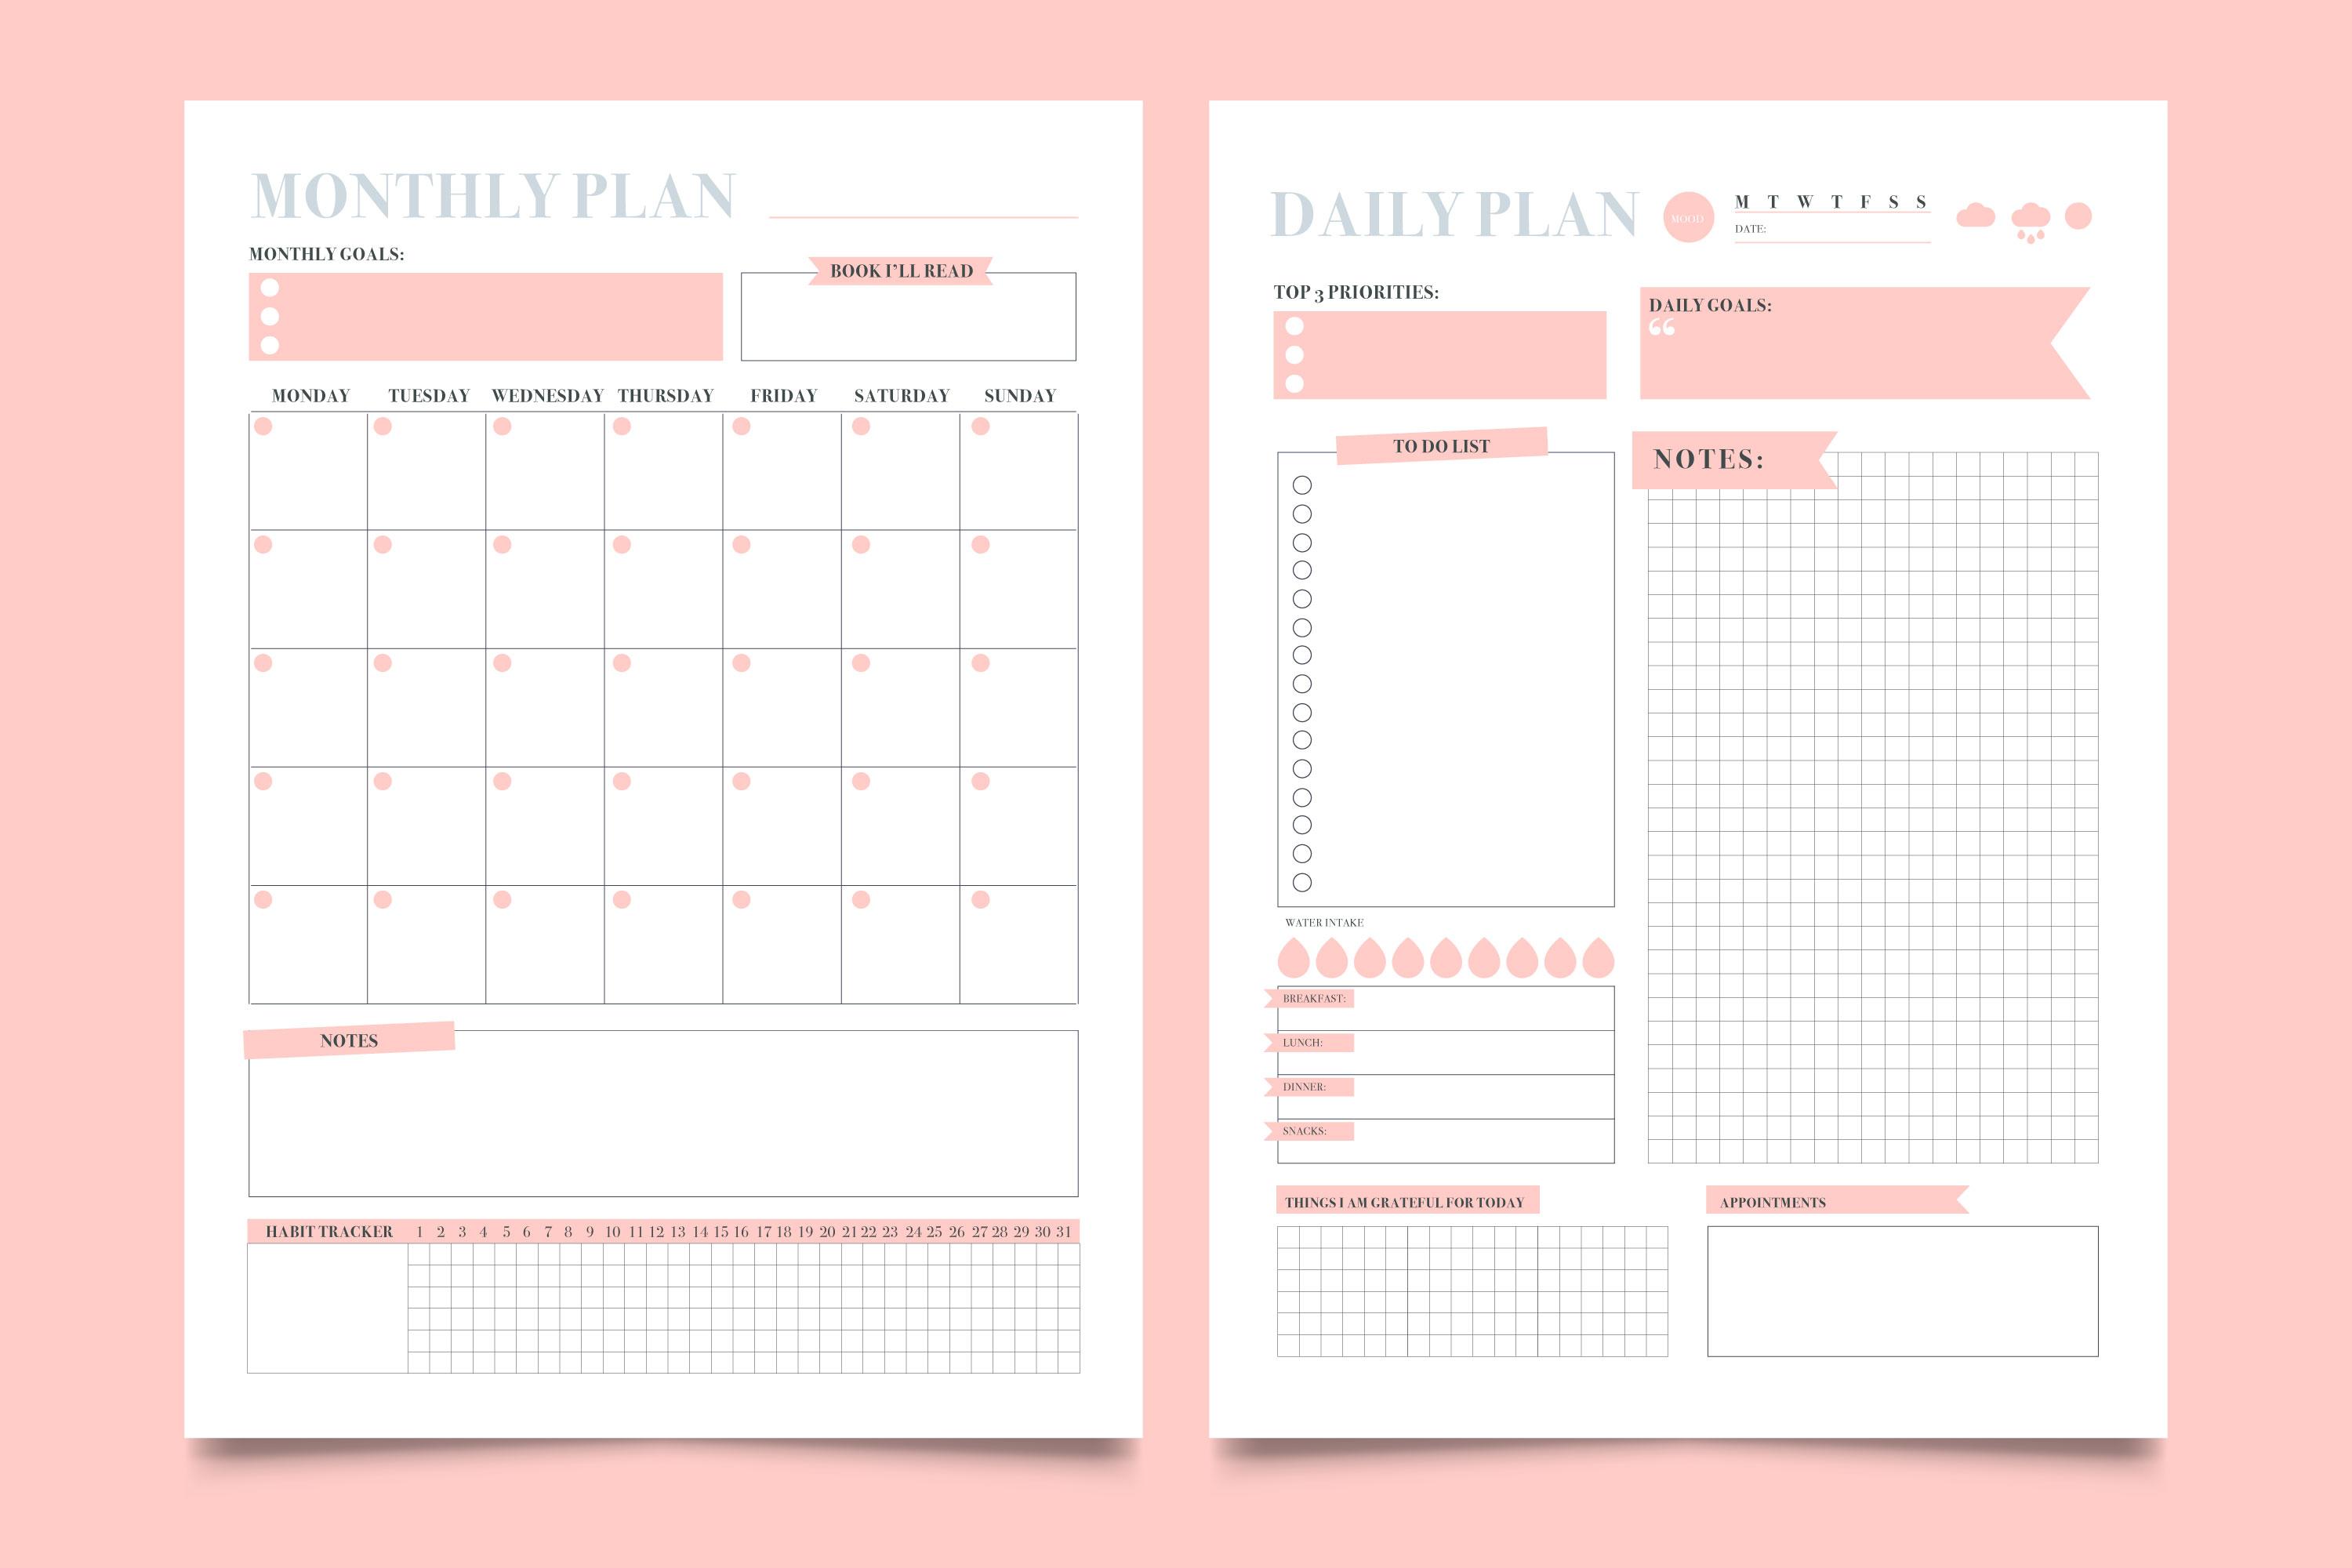 MONTHLY PLAN
MONTHLY GOALS:
BOOK I'LL READ
MONDAY TUESDAY WEDNESDAY THURSDAY FRIDAY SATURDAY SUNDAY
NOTES
HABIT TRACKER 1 2 3 4 5 6 7 8 9 10 11 12 13 14 15 16 17 18 19 20 21 22 23 24 25 26 27 28 29 30 31
DAILY PLAN
MOOD
M T W T F S S
DATE:
TOP 3 PRIORITIES:
DAILY GOALS:
“
TO DO LIST
NOTES:
WATER INTAKE
BREAKFAST:
LUNCH:
DINNER:
SNACKS:
THINGS I AM GRATEFUL FOR TODAY
APPOINTMENTS